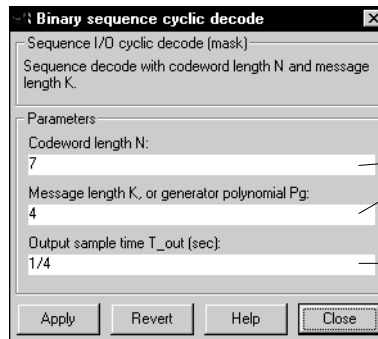 Binary sequence cyclic decode
Sequence I/O cyclic decode (mask)
Sequence decode with codeword length N and message
length K.
Parameters
Codeword length N:
7
Message length K, or generator polynomial Pg:
4
Output sample time T_out (sec):
1/4
Apply
Revert
Help
Close